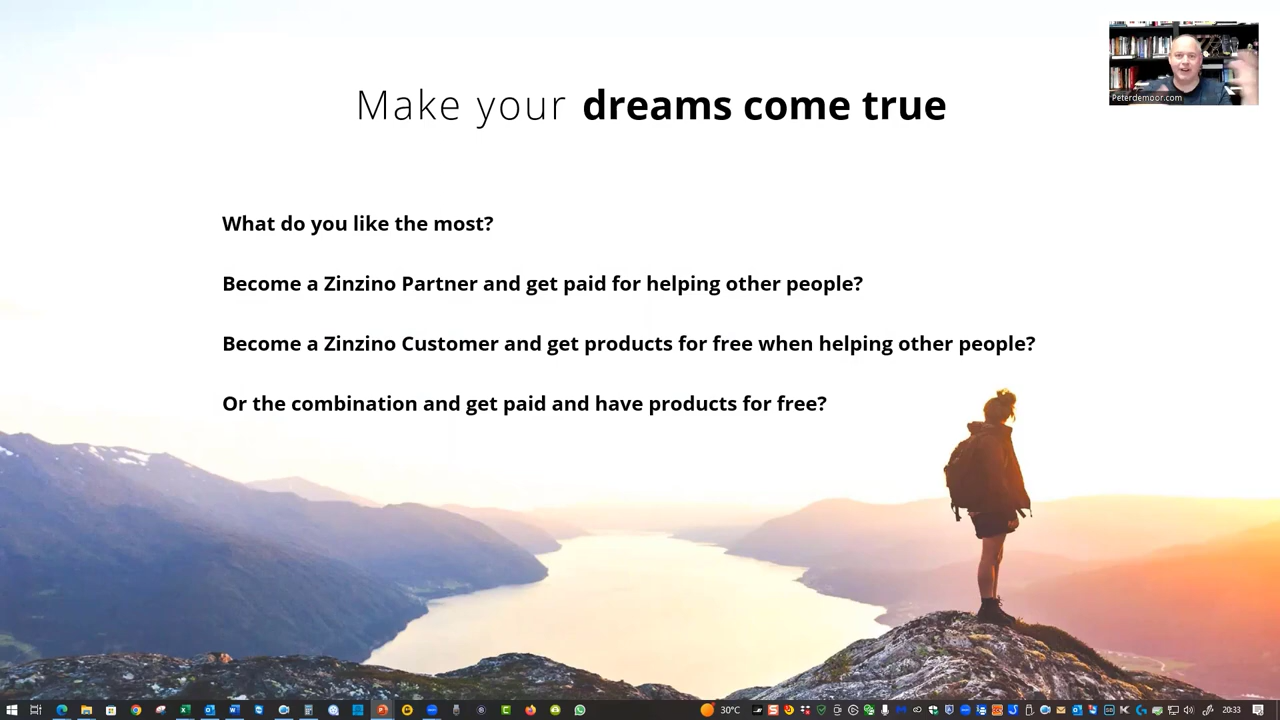 Peterdemoor.com
Make your dreams come true
What do you like the most?
Become a Zinzino Partner and get paid for helping other people?
Become a Zinzino Customer and get products for free when helping other people?
Or the combination and get paid and have products for free?
30°C
20:33